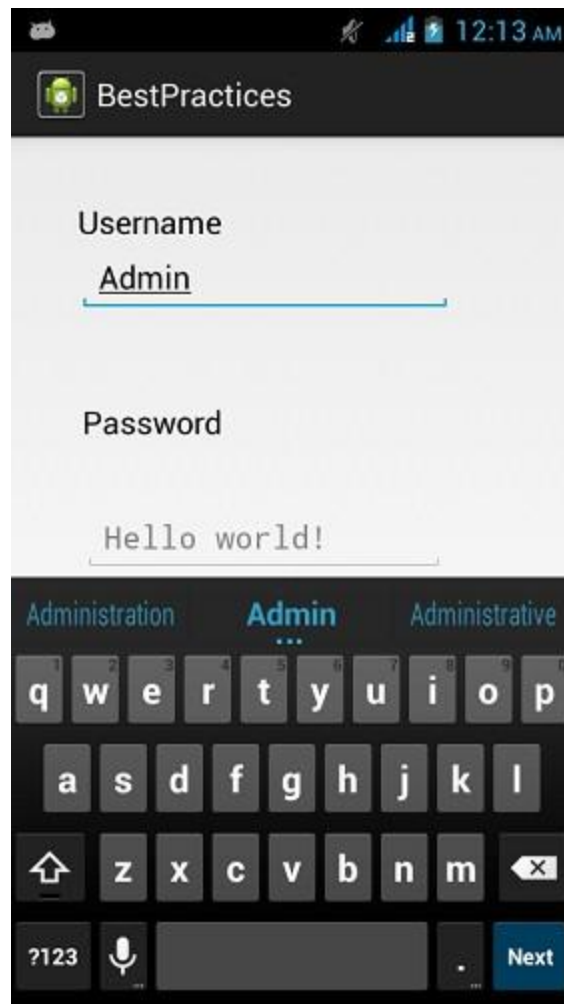 12:13 AM
BestPractices
Username
Admin
Password
Hello world!
Administration Admin Administrative
1 2 3 4 5 6 7 8 9 0
q w e r t y u i o p
a s d f g h j k l
z x c v b n m
?123 . Next